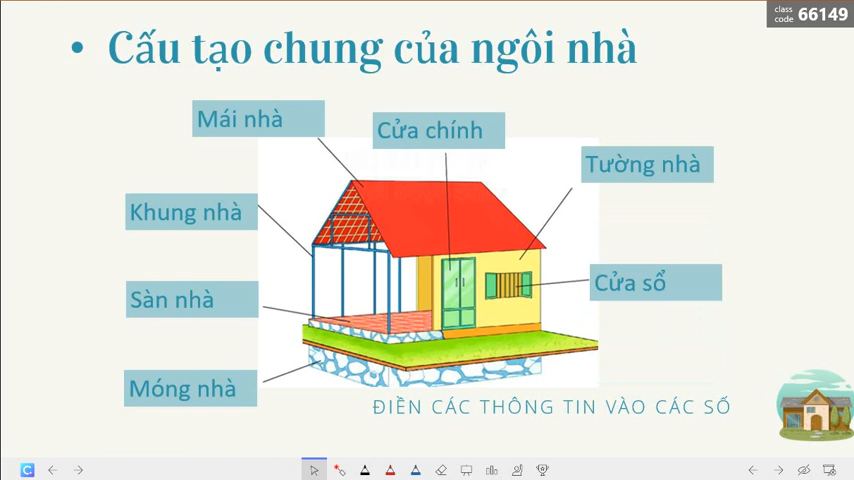 class
code 66149
• Cấu tạo chung của ngôi nhà
Mái nhà
Cửa chính
Tường nhà
Khung nhà
Cửa sổ
Sàn nhà
Móng nhà
ĐIỀN CÁC THÔNG TIN VÀO CÁC SỐ